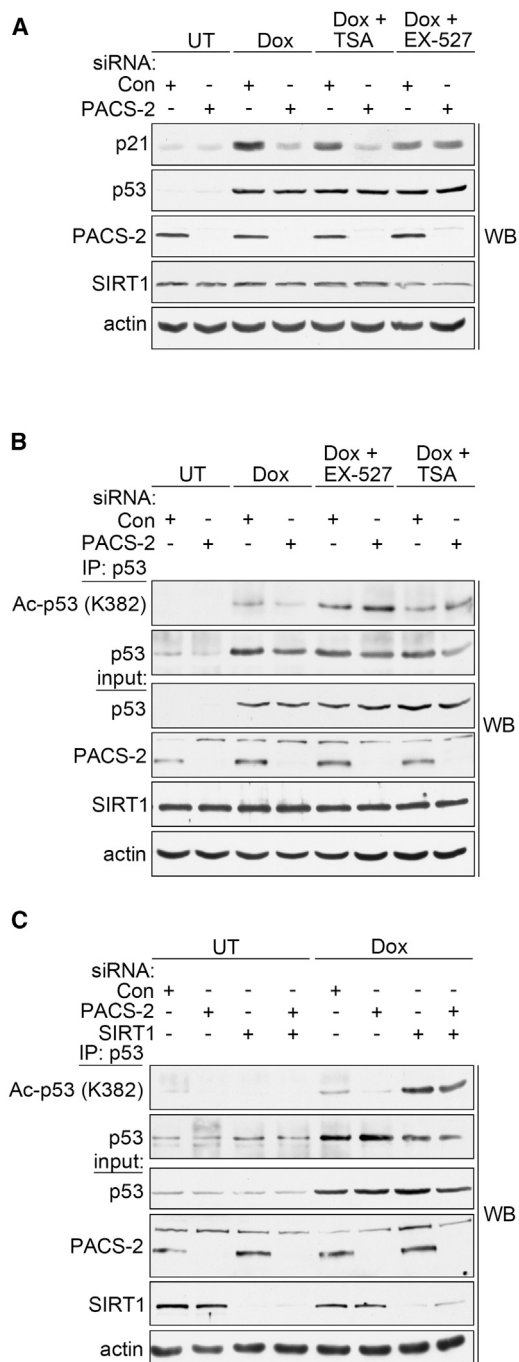 A
UT Dox Dox + TSA Dox + EX-527
siRNA:
Con + - + - + - + -
PACS-2 - + - + - + - +
p21
p53
PACS-2
SIRT1
actin
WB
B
UT Dox Dox + EX-527 Dox + TSA
siRNA:
Con + - + - + - + -
PACS-2 - + - + - + - +
IP: p53
Ac-p53 (K382)
p53
input:
p53
PACS-2
SIRT1
actin
WB
C
UT Dox
siRNA:
Con + - - - + - - -
PACS-2 - + - + - + - +
SIRT1 - - + + - - + +
IP: p53
Ac-p53 (K382)
p53
input:
p53
PACS-2
SIRT1
actin
WB